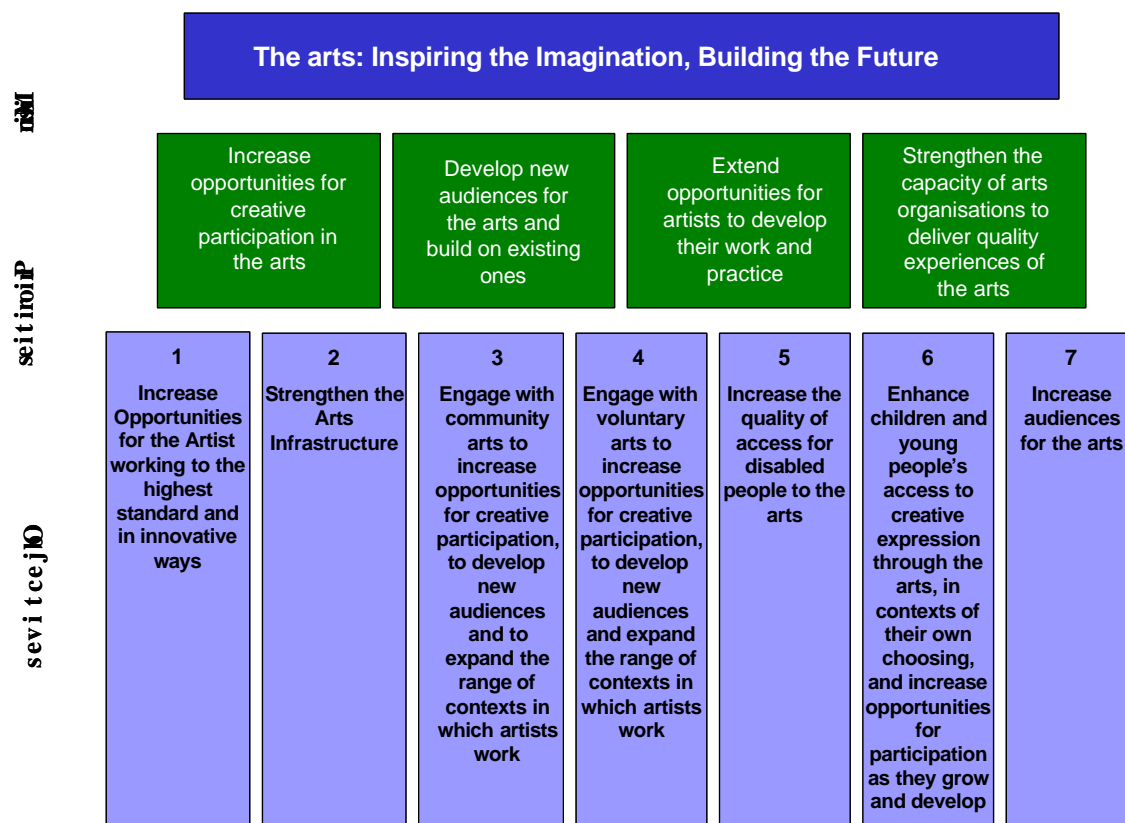 The arts: Inspiring the Imagination, Building the Future
seitiroirP
Increase
opportunities for
creative
participation in
the arts
Develop new
audiences for
the arts and
build on existing
ones
Extend
opportunities for
artists to develop
their work and
practice
Strengthen the
capacity of arts
organisations to
deliver quality
experiences of
the arts
sevitcejbO
1
Increase
Opportunities
for the Artist
working to the
highest
standard and
in innovative
ways
2
Strengthen the
Arts
Infrastructure
3
Engage with
community
arts to
increase
opportunities
for creative
participation,
to develop
new
audiences
and to
expand the
range of
contexts in
which artists
work
4
Engage with
voluntary
arts to
increase
opportunities
for creative
participation,
to develop
new
audiences
and expand
the range of
contexts in
which artists
work
5
Increase the
quality of
access for
disabled
people to the
arts
6
Enhance
children and
young
people’s
access to
creative
expression
through the
arts, in
contexts of
their own
choosing,
and increase
opportunities
for
participation
as they grow
and develop
7
Increase
audiences
for the arts